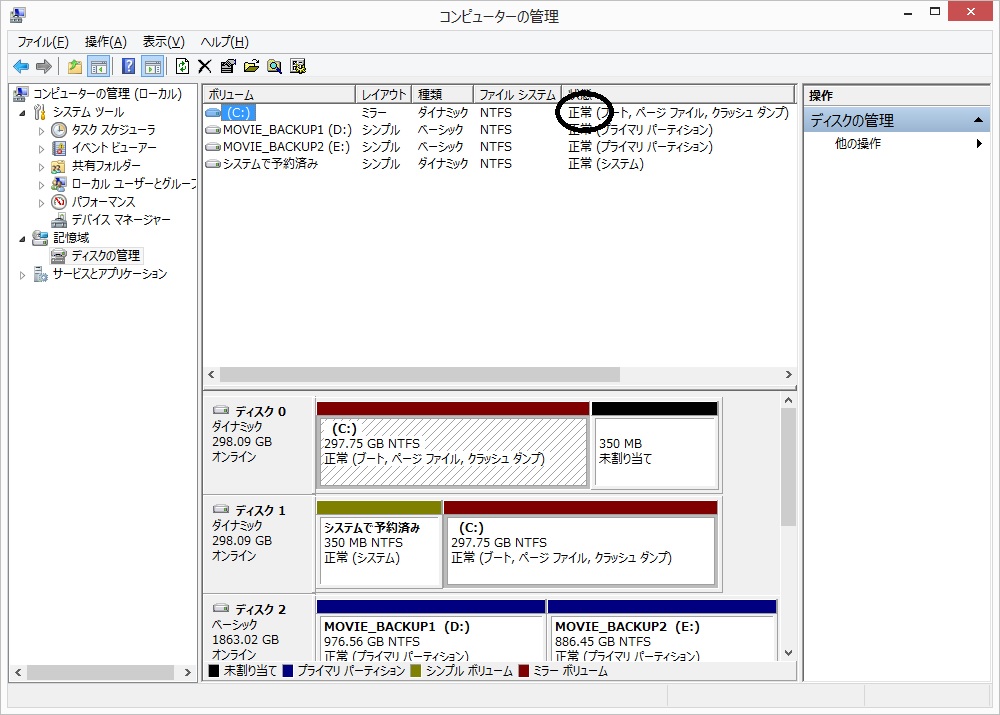 コンピューターの管理
ファイル(F) 操作(A) 表示(V) ヘルプ(H)
コンピューターの管理 (ローカル)
システム ツール
タスク スケジューラ
イベント ビューアー
共有フォルダー
ローカル ユーザーとグルー
パフォーマンス
デバイス マネージャー
記憶域
ディスクの管理
サービスとアプリケーション
ボリューム レイアウト 種類 ファイル システム 状態
(C:) ミラー ダイナミック NTFS 正常 (ブート, ページ ファイル, クラッシュ ダンプ)
MOVIE_BACKUP1 (D:) シンプル ベーシック NTFS 正常 (プライマリ パーティション)
MOVIE_BACKUP2 (E:) シンプル ベーシック NTFS 正常 (プライマリ パーティション)
システムで予約済み シンプル ダイナミック NTFS 正常 (システム)
ディスク 0
ダイナミック
298.09 GB
オンライン
(C:)
297.75 GB NTFS
正常 (ブート, ページ ファイル, クラッシュ ダンプ)
350 MB
未割り当て
ディスク 1
ダイナミック
298.09 GB
オンライン
システムで予約済み
350 MB NTFS
正常 (システム)
(C:)
297.75 GB NTFS
正常 (ブート, ページ ファイル, クラッシュ ダンプ)
ディスク 2
ベーシック
1863.02 GB
オンライン
MOVIE_BACKUP1 (D:)
976.56 GB NTFS
正常 (プライマリ パーティション)
MOVIE_BACKUP2 (E:)
886.45 GB NTFS
正常 (プライマリ パーティション)
未割り当て プライマリ パーティション シンプル ボリューム ミラー ボリューム
操作
ディスクの管理
他の操作